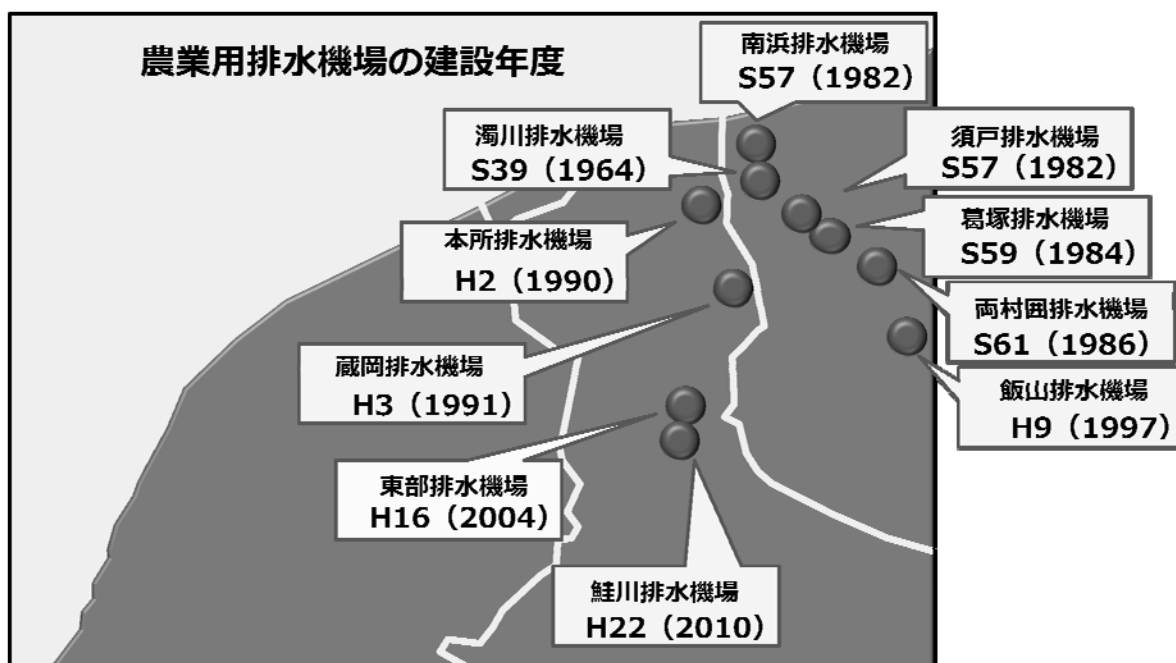 農業用排水機場の建設年度
南浜排水機場
S57（1982）
濁川排水機場
S39（1964）
須戸排水機場
S57（1982）
本所排水機場
H2（1990）
葛塚排水機場
S59（1984）
両村囲排水機場
S61（1986）
蔵岡排水機場
H3（1991）
飯山排水機場
H9（1997）
東部排水機場
H16（2004）
鮭川排水機場
H22（2010）